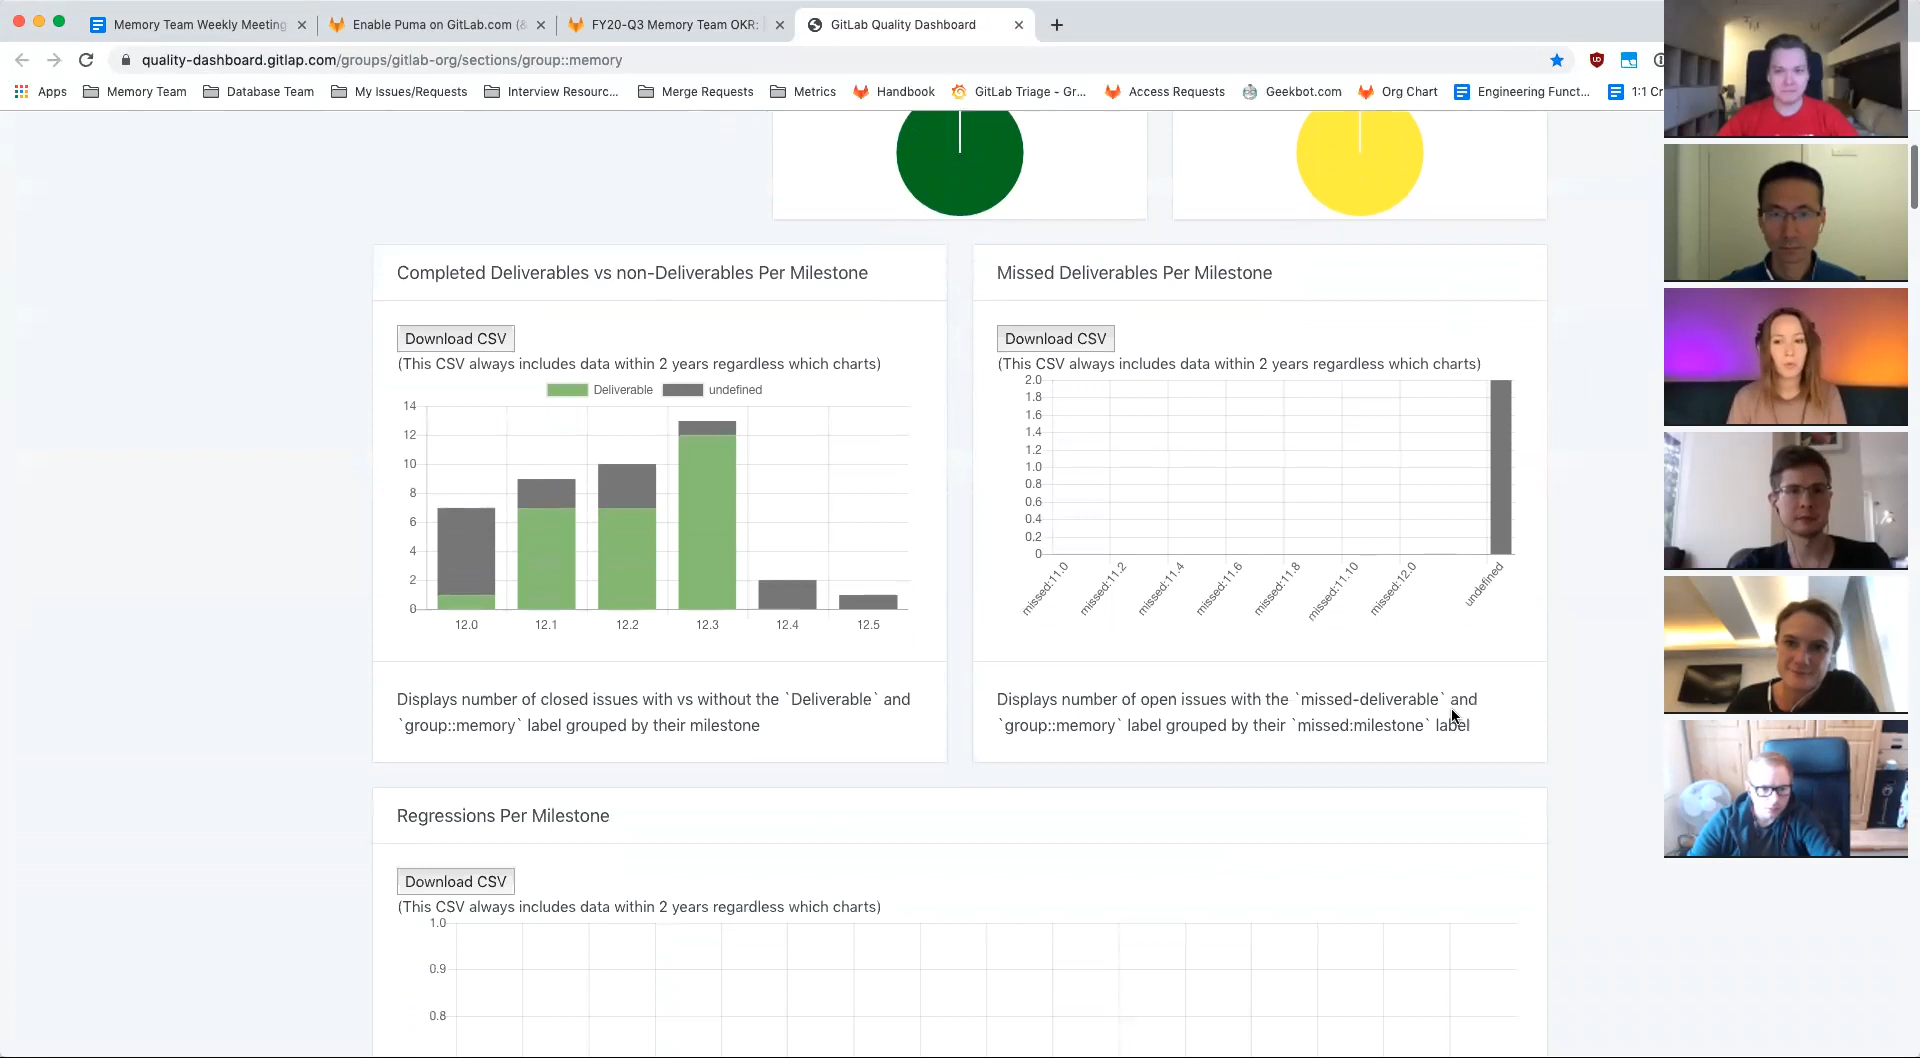 Memory Team Weekly Meeting
Enable Puma on GitLab.com (&
FY20-Q3 Memory Team OKR:
GitLab Quality Dashboard
quality-dashboard.gitlap.com/groups/gitlab-org/sections/group::memory
Apps
Memory Team
Database Team
My Issues/Requests
Interview Resourc...
Merge Requests
Metrics
Handbook
GitLab Triage - Gr...
Access Requests
Geekbot.com
Org Chart
Engineering Funct...
1:1 Cr
Completed Deliverables vs non-Deliverables Per Milestone
Download CSV
(This CSV always includes data within 2 years regardless which charts)
Deliverable
undefined
14
12
10
8
6
4
2
0
12.0
12.1
12.2
12.3
12.4
12.5
Displays number of closed issues with vs without the `Deliverable` and
`group::memory` label grouped by their milestone
Missed Deliverables Per Milestone
Download CSV
(This CSV always includes data within 2 years regardless which charts)
2.0
1.8
1.6
1.4
1.2
1.0
0.8
0.6
0.4
0.2
0
missed:11.0
missed:11.2
missed:11.4
missed:11.6
missed:11.8
missed:11.10
missed:12.0
undefined
Displays number of open issues with the `missed-deliverable` and
`group::memory` label grouped by their `missed:milestone` label
Regressions Per Milestone
Download CSV
(This CSV always includes data within 2 years regardless which charts)
1.0
0.9
0.8